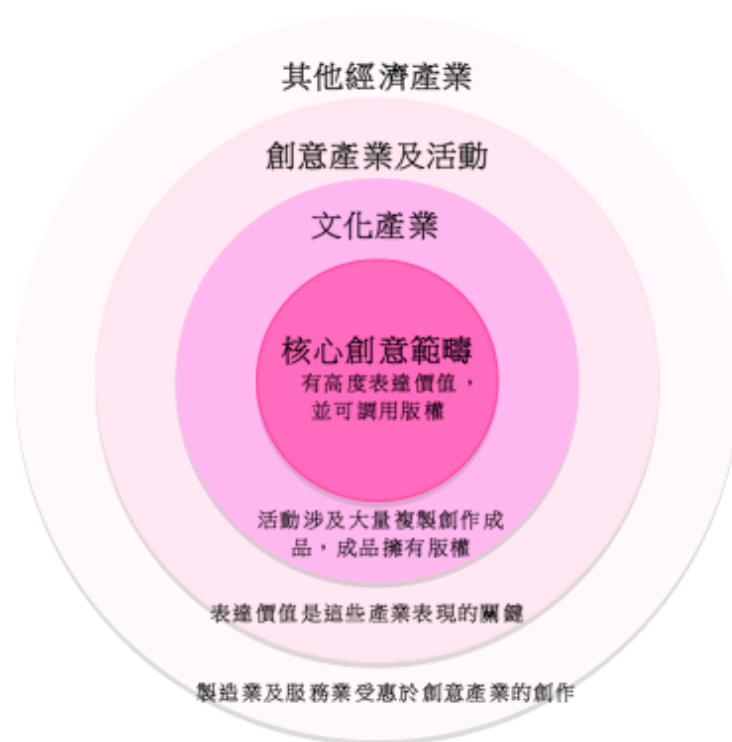 其他經濟產業
創意產業及活動
文化產業
核心創意範疇
有高度表達價值，
並可調用版權
活動涉及大量複製創作成
品，成品擁有版權
表達價值是這些產業表現的關鍵
製造業及服務業受惠於創意產業的創作